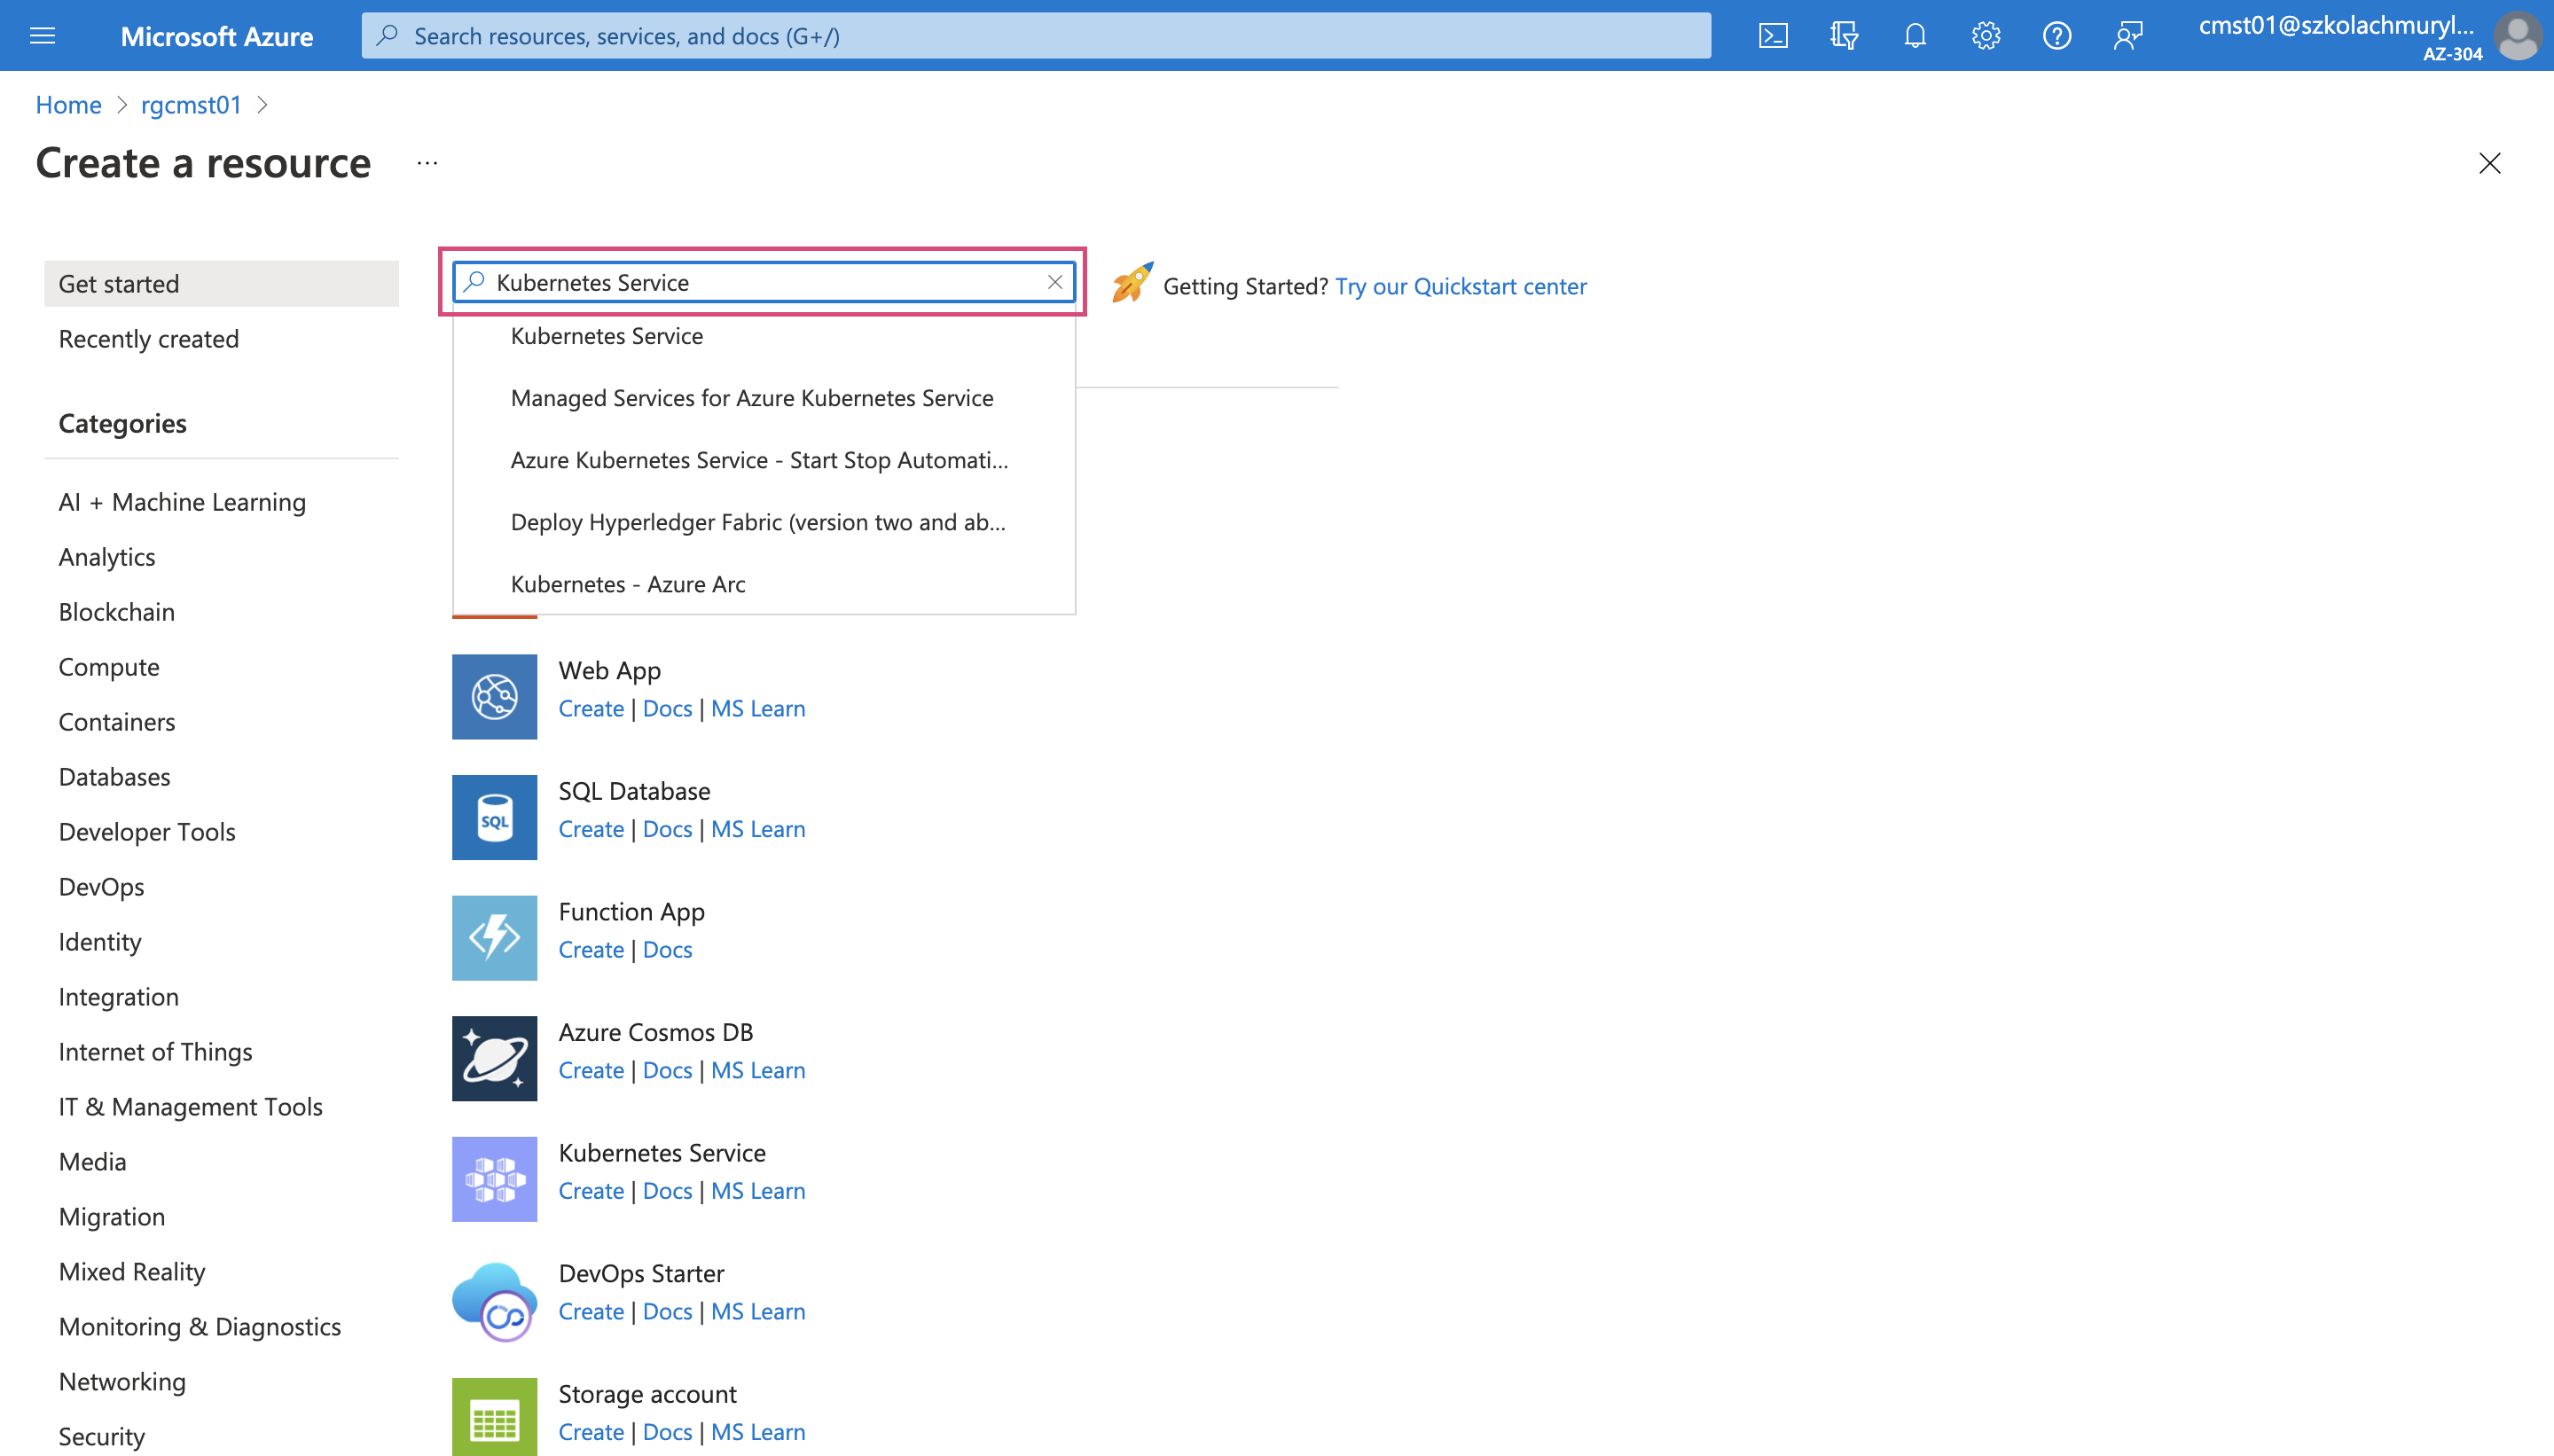 Microsoft Azure
Search resources, services, and docs (G+/)
cmst01@szkolachmuryl...
AZ-304
Home > rgcmst01 >
Create a resource ...
Get started
Recently created
Categories
AI + Machine Learning
Analytics
Blockchain
Compute
Containers
Databases
Developer Tools
DevOps
Identity
Integration
Internet of Things
IT & Management Tools
Media
Migration
Mixed Reality
Monitoring & Diagnostics
Networking
Security
Kubernetes Service
Getting Started? Try our Quickstart center
Kubernetes Service
Managed Services for Azure Kubernetes Service
Azure Kubernetes Service - Start Stop Automati...
Deploy Hyperledger Fabric (version two and ab...
Kubernetes - Azure Arc
Web App
Create | Docs | MS Learn
SQL
SQL Database
Create | Docs | MS Learn
Function App
Create | Docs
Azure Cosmos DB
Create | Docs | MS Learn
Kubernetes Service
Create | Docs | MS Learn
DevOps Starter
Create | Docs | MS Learn
Storage account
Create | Docs | MS Learn